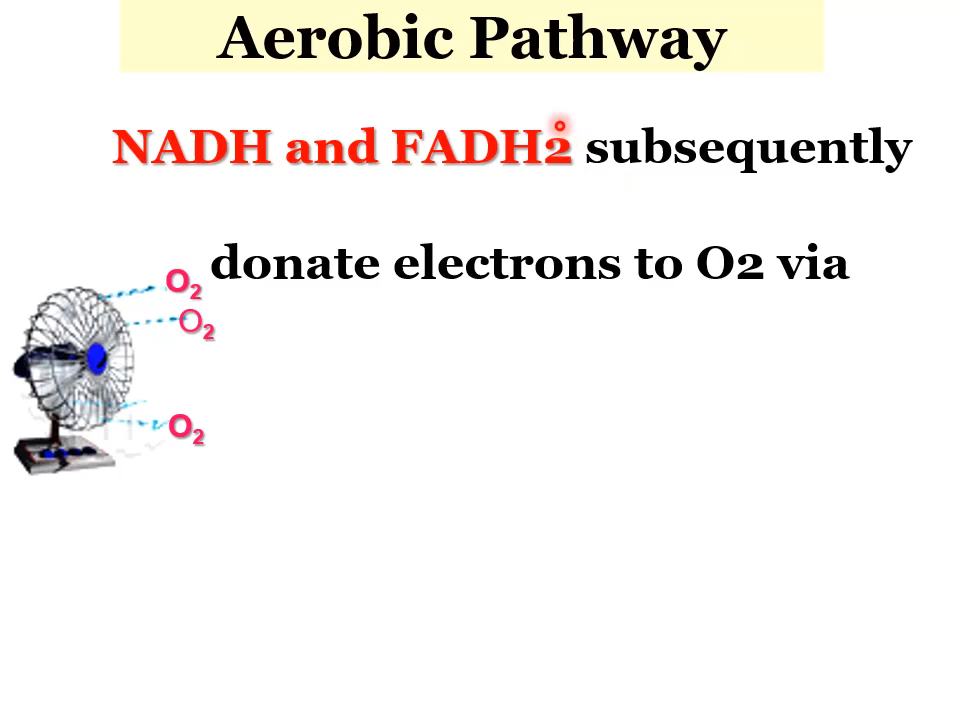 Aerobic Pathway
NADH and FADH2 subsequently
donate electrons to O2 via
O2
O2
O2